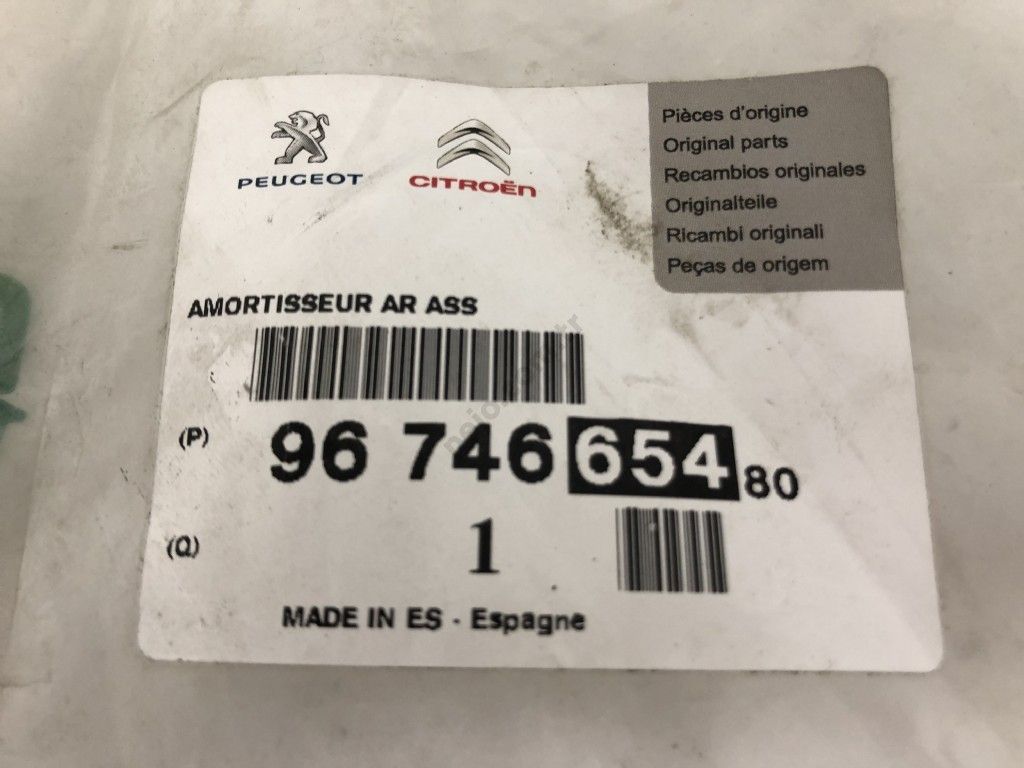 PEUGEOT
CITROËN
Pièces d'origine
Original parts
Recambios originales
Originalteile
Ricambi originali
Peças de origem
AMORTISSEUR AR ASS
(P) 96 746 654 80
(Q) 1
MADE IN ES - Espagne